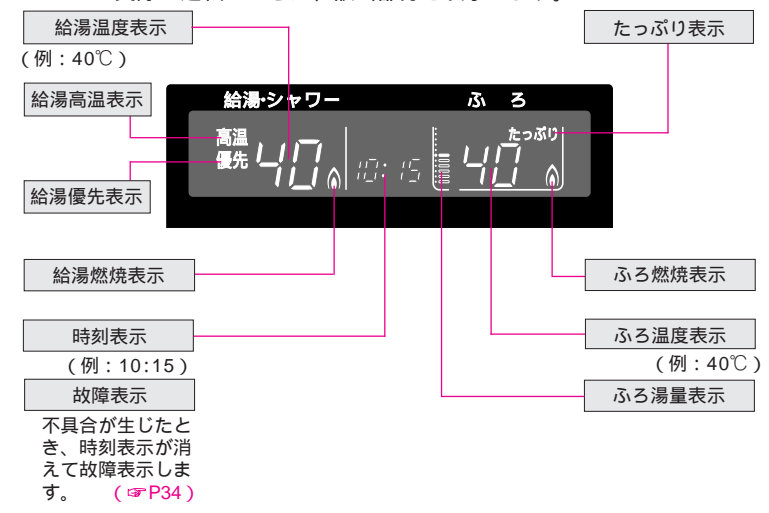 給湯温度表示
(例：40℃)
たっぷり表示
給湯高温表示
給湯・シャワー
ふろ
高温
優先
40
10:15
たっぷり
40
給湯優先表示
給湯燃焼表示
ふろ燃焼表示
時刻表示
(例：10:15)
ふろ温度表示
(例：40℃)
故障表示
ふろ湯量表示
不具合が生じたと
き、時刻表示が消
えて故障表示しま
す。 (☞P34)